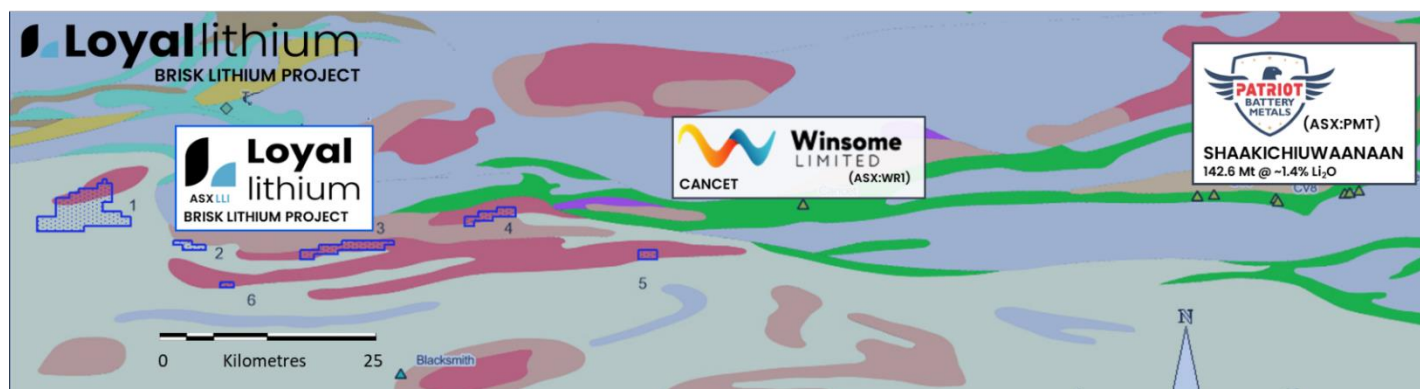 Loyal lithium
BRISK LITHIUM PROJECT
Loyal
lithium
ASX LLI
BRISK LITHIUM PROJECT
Winsome
LIMITED
(ASX:WR1)
CANCET
PATRIOT
BATTERY
METALS
(ASX:PMT)
SHAAKICHIUWAANAAN
142.6 Mt @ ~1.4% Li₂O
CV8
1
2
3
4
5
6
0 Kilometres 25
Blacksmith
N